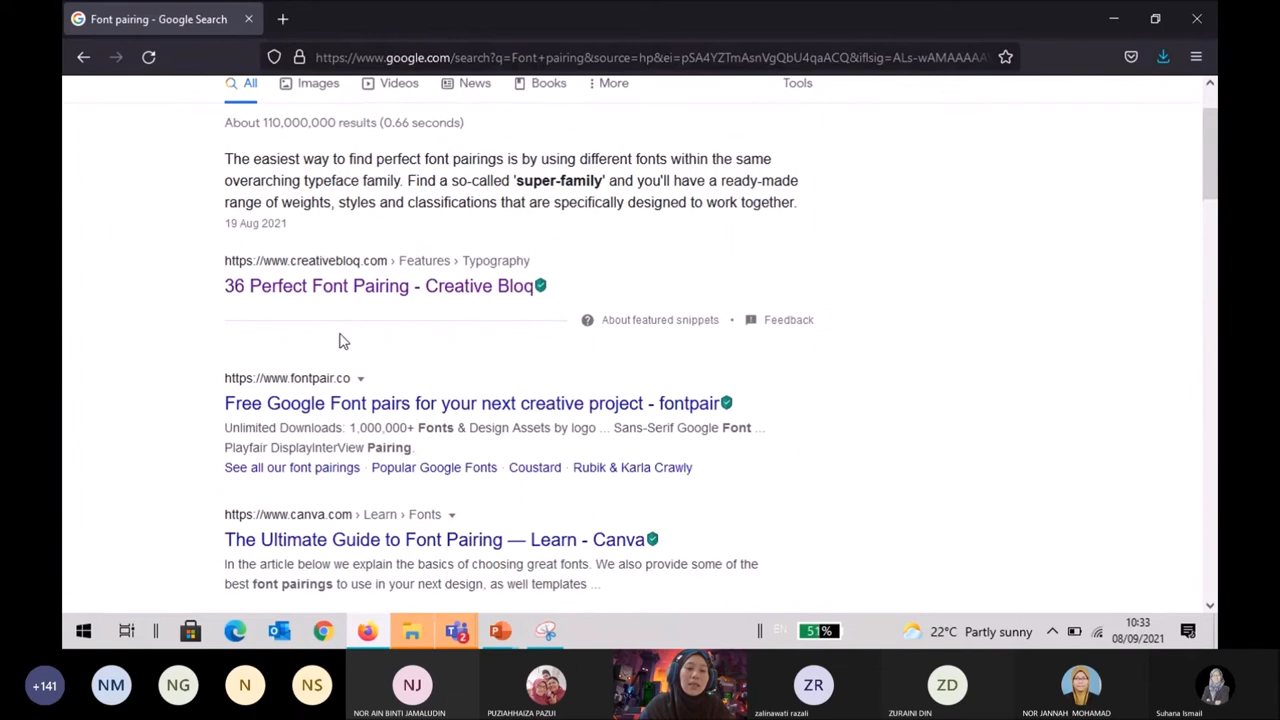 Font pairing - Google Search
https://www.google.com/search?q=Font+pairing&source=hp&ei=pSA4YZTmAsnVgQbU4qaACQ&iflsig=ALs-wAMAAAAA
All Images Videos News Books More Tools
About 110,000,000 results (0.66 seconds)
The easiest way to find perfect font pairings is by using different fonts within the same
overarching typeface family. Find a so-called 'super-family' and you'll have a ready-made
range of weights, styles and classifications that are specifically designed to work together.
19 Aug 2021
https://www.creativebloq.com › Features › Typography
36 Perfect Font Pairing - Creative Bloq
About featured snippets • Feedback
https://www.fontpair.co
Free Google Font pairs for your next creative project - fontpair
Unlimited Downloads: 1,000,000+ Fonts & Design Assets by logo ... Sans-Serif Google Font ...
Playfair DisplayInterView Pairing.
See all our font pairings · Popular Google Fonts · Coustard · Rubik & Karla Crawly
https://www.canva.com › Learn › Fonts
The Ultimate Guide to Font Pairing — Learn - Canva
In the article below we explain the basics of choosing great fonts. We also provide some of the
best font pairings to use in your next design, as well templates ...
2
EN 51% 22°C Partly sunny 10:33
08/09/2021
+141 NM NG N NS NJ ZR ZD
NOR AIN BINTI JAMALUDIN PUZIAHHAIZA PAZUI zalinawati razali ZURAINI DIN NOR JANNAH MOHAMAD Suhana Ismail